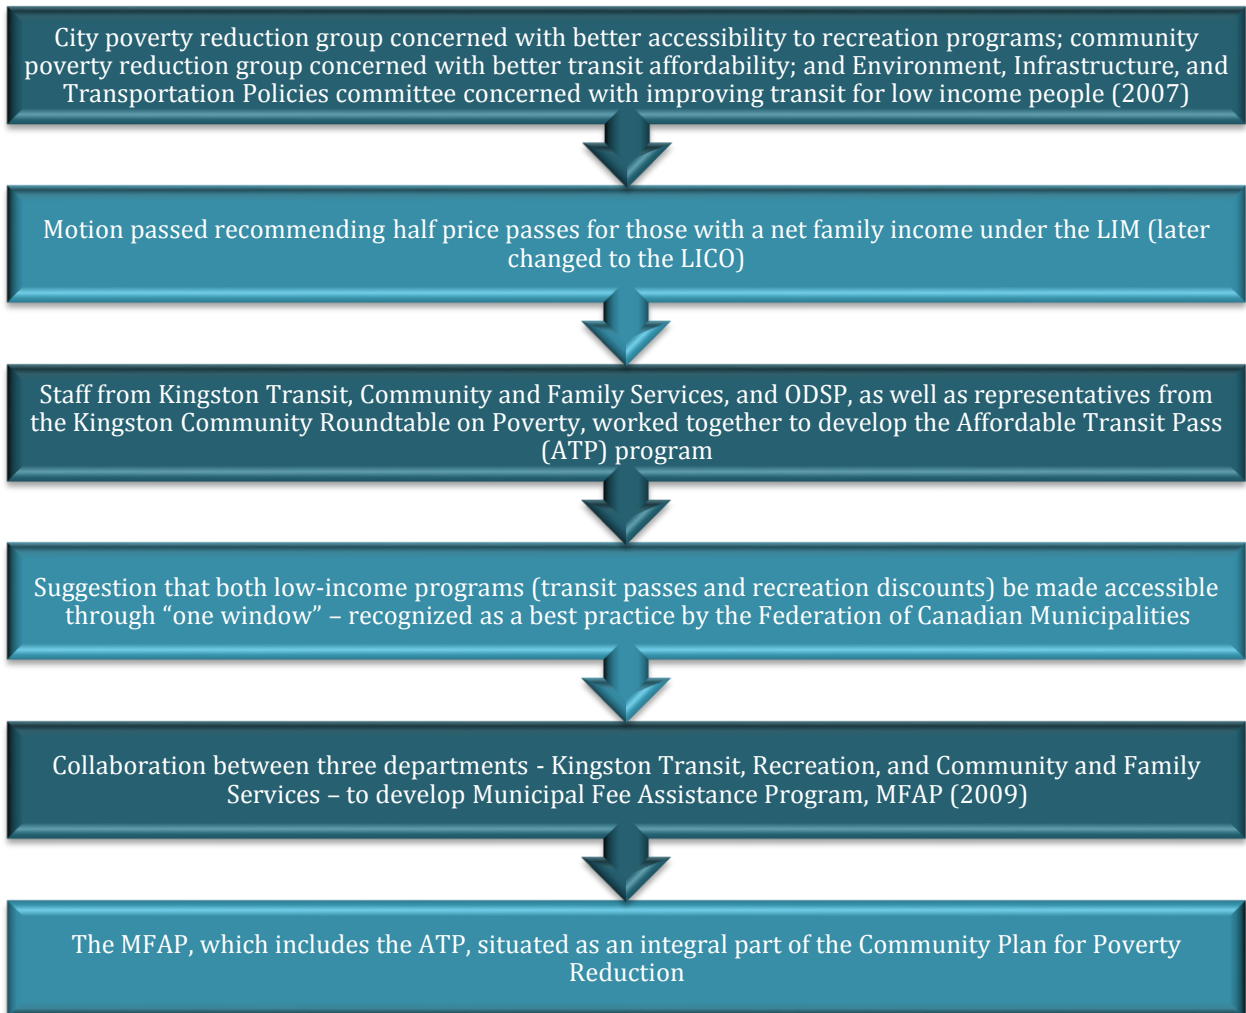 City poverty reduction group concerned with better accessibility to recreation programs; community
poverty reduction group concerned with better transit affordability; and Environment, Infrastructure, and
Transportation Policies committee concerned with improving transit for low income people (2007)
Motion passed recommending half price passes for those with a net family income under the LIM (later
changed to the LICO)
Staff from Kingston Transit, Community and Family Services, and ODSP, as well as representatives from
the Kingston Community Roundtable on Poverty, worked together to develop the Affordable Transit Pass
(ATP) program
Suggestion that both low-income programs (transit passes and recreation discounts) be made accessible
through “one window” – recognized as a best practice by the Federation of Canadian Municipalities
Collaboration between three departments - Kingston Transit, Recreation, and Community and Family
Services – to develop Municipal Fee Assistance Program, MFAP (2009)
The MFAP, which includes the ATP, situated as an integral part of the Community Plan for Poverty
Reduction